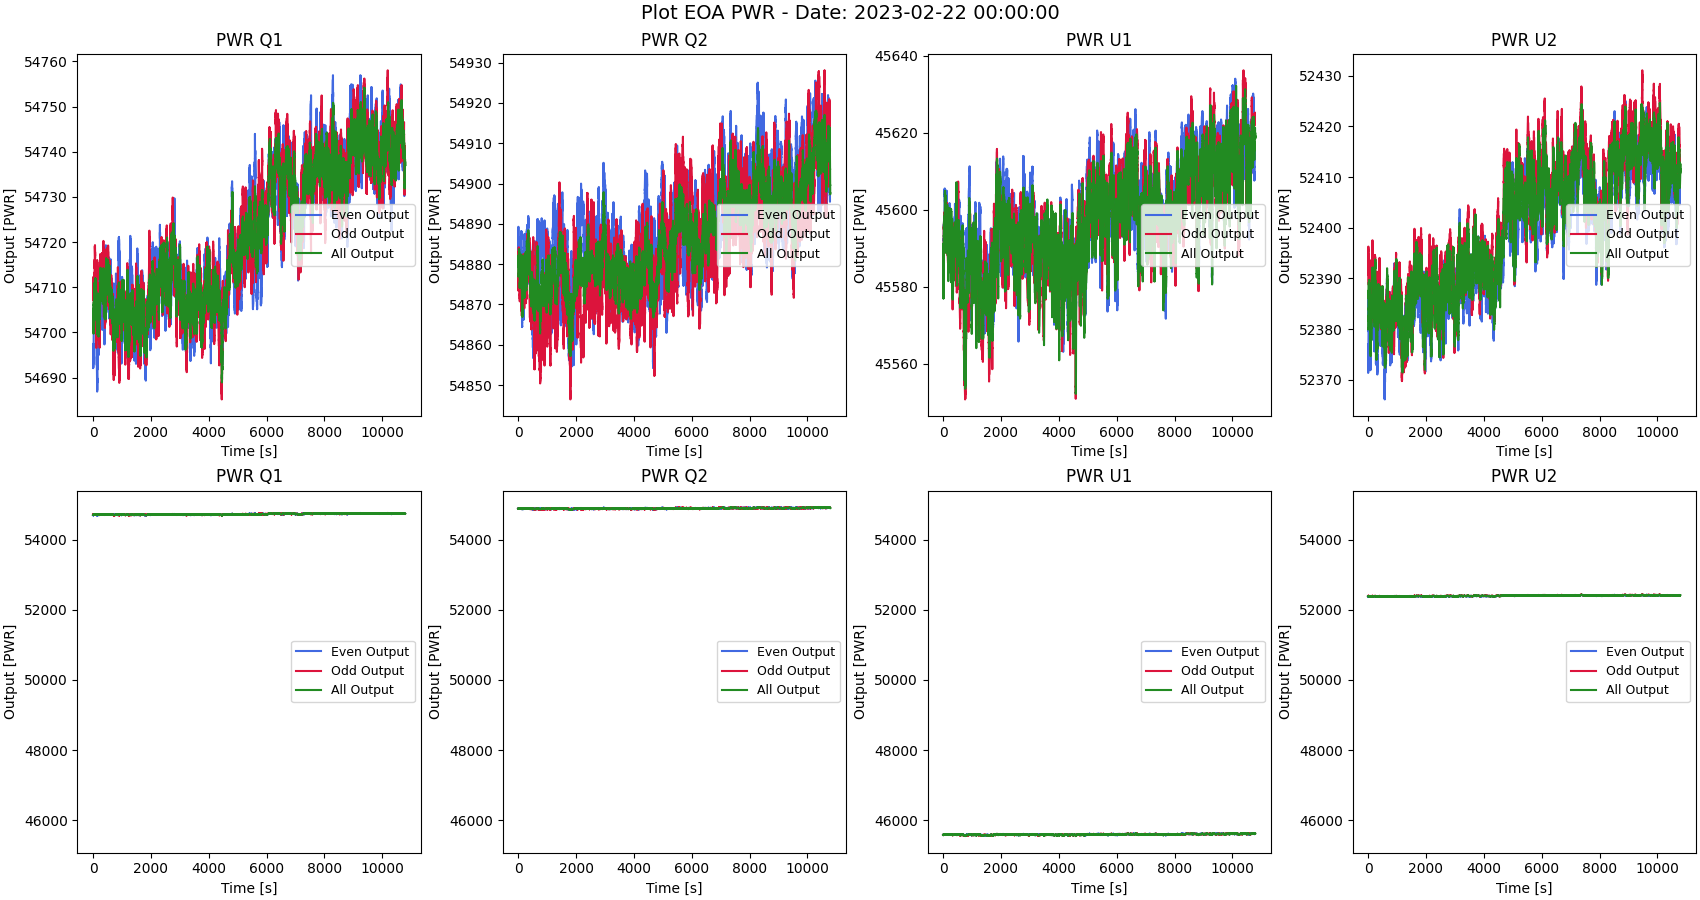 Plot EOA PWR - Date: 2023-02-22 00:00:00
PWR Q1
Output [PWR]
54760
54750
54740
54730
54720
54710
54700
54690
0 2000 4000 6000 8000 10000
Time [s]
Even Output
Odd Output
All Output
PWR Q2
Output [PWR]
54930
54920
54910
54900
54890
54880
54870
54860
54850
0 2000 4000 6000 8000 10000
Time [s]
Even Output
Odd Output
All Output
PWR U1
Output [PWR]
45640
45620
45600
45580
45560
0 2000 4000 6000 8000 10000
Time [s]
Even Output
Odd Output
All Output
PWR U2
Output [PWR]
52430
52420
52410
52400
52390
52380
52370
0 2000 4000 6000 8000 10000
Time [s]
Even Output
Odd Output
All Output
PWR Q1
Output [PWR]
54000
52000
50000
48000
46000
0 2000 4000 6000 8000 10000
Time [s]
Even Output
Odd Output
All Output
PWR Q2
Output [PWR]
54000
52000
50000
48000
46000
0 2000 4000 6000 8000 10000
Time [s]
Even Output
Odd Output
All Output
PWR U1
Output [PWR]
54000
52000
50000
48000
46000
0 2000 4000 6000 8000 10000
Time [s]
Even Output
Odd Output
All Output
PWR U2
Output [PWR]
54000
52000
50000
48000
46000
0 2000 4000 6000 8000 10000
Time [s]
Even Output
Odd Output
All Output